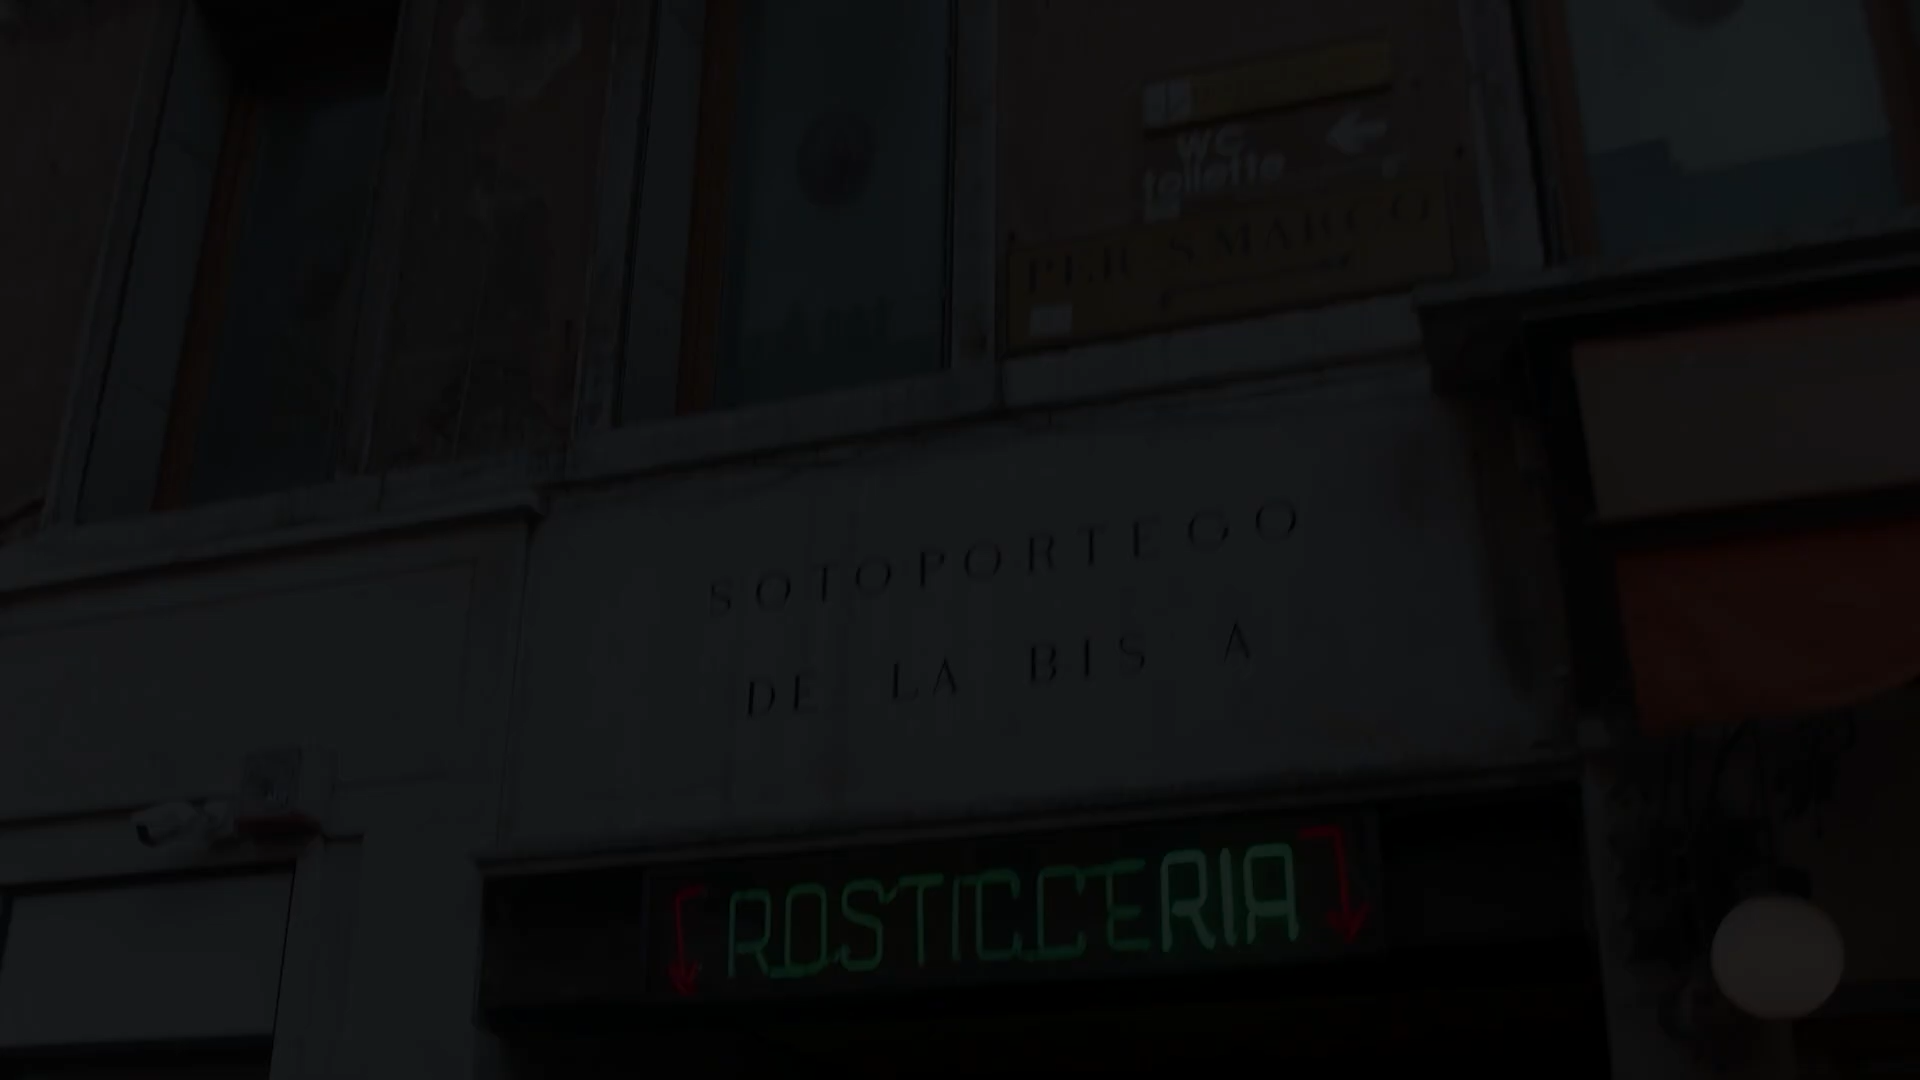 WC
toilette
PER S. MARCO
SOTOPORTEGO
DE LA BISA
ROSTICCERIA